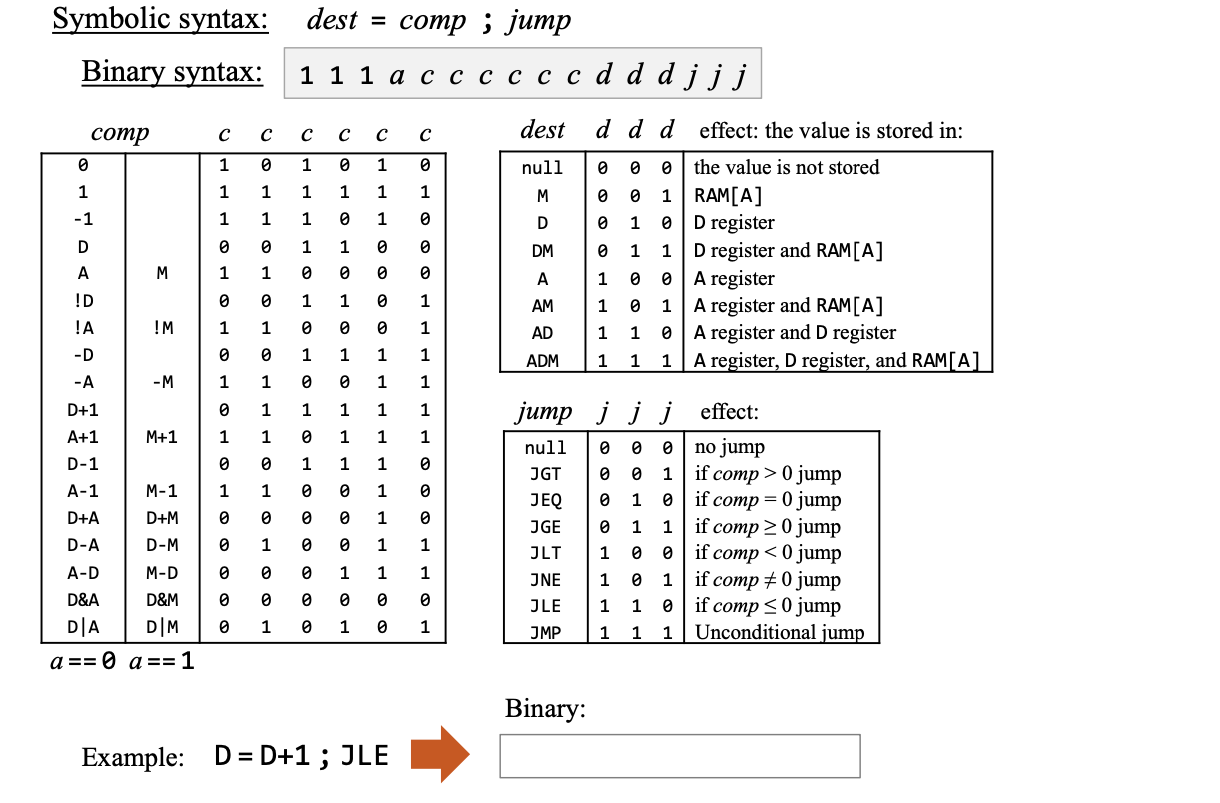 Symbolic syntax: dest = comp ; jump
Binary syntax: 1 1 1 a c c c c c c d d d j j j
comp c c c c c c
0 1 0 1 0 1 0
1 1 1 1 1 1 1
-1 1 1 1 0 1 0
D 0 0 1 1 0 0
A M 1 1 0 0 0 0
!D 0 0 1 1 0 1
!A !M 1 1 0 0 0 1
-D 0 0 1 1 1 1
-A -M 1 1 0 0 1 1
D+1 0 1 1 1 1 1
A+1 M+1 1 1 0 1 1 1
D-1 0 0 1 1 1 0
A-1 M-1 1 1 0 0 1 0
D+A D+M 0 0 0 0 1 0
D-A D-M 0 1 0 0 1 1
A-D M-D 0 0 0 1 1 1
D&A D&M 0 0 0 0 0 0
D|A D|M 0 1 0 1 0 1
a==0 a==1
dest d d d effect: the value is stored in:
null 0 0 0 the value is not stored
M 0 0 1 RAM[A]
D 0 1 0 D register
DM 0 1 1 D register and RAM[A]
A 1 0 0 A register
AM 1 0 1 A register and RAM[A]
AD 1 1 0 A register and D register
ADM 1 1 1 A register, D register, and RAM[A]
jump j j j effect:
null 0 0 0 no jump
JGT 0 0 1 if comp > 0 jump
JEQ 0 1 0 if comp = 0 jump
JGE 0 1 1 if comp ≥ 0 jump
JLT 1 0 0 if comp < 0 jump
JNE 1 0 1 if comp ≠ 0 jump
JLE 1 1 0 if comp ≤ 0 jump
JMP 1 1 1 Unconditional jump
Binary:
Example: D = D+1 ; JLE